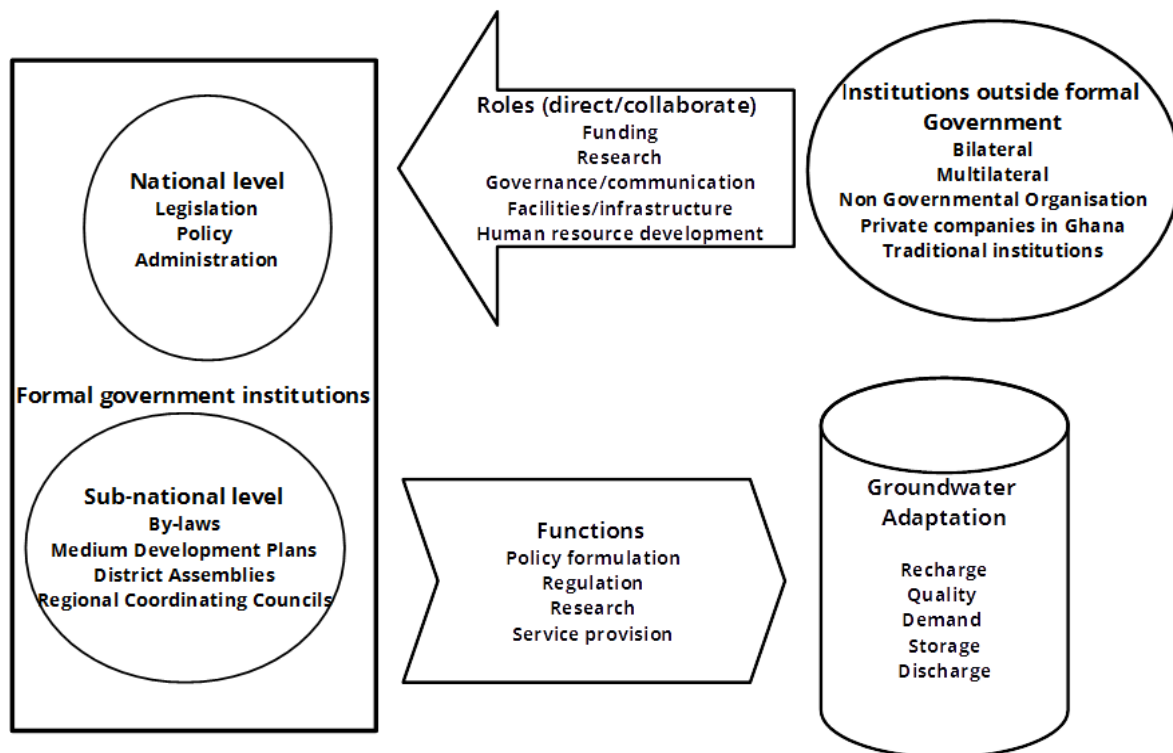 National level
Legislation
Policy
Administration
Formal government institutions
Sub-national level
By-laws
Medium Development Plans
District Assemblies
Regional Coordinating Councils
Roles (direct/collaborate)
Funding
Research
Governance/communication
Facilities/infrastructure
Human resource development
Institutions outside formal
Government
Bilateral
Multilateral
Non Governmental Organisation
Private companies in Ghana
Traditional institutions
Functions
Policy formulation
Regulation
Research
Service provision
Groundwater
Adaptation
Recharge
Quality
Demand
Storage
Discharge